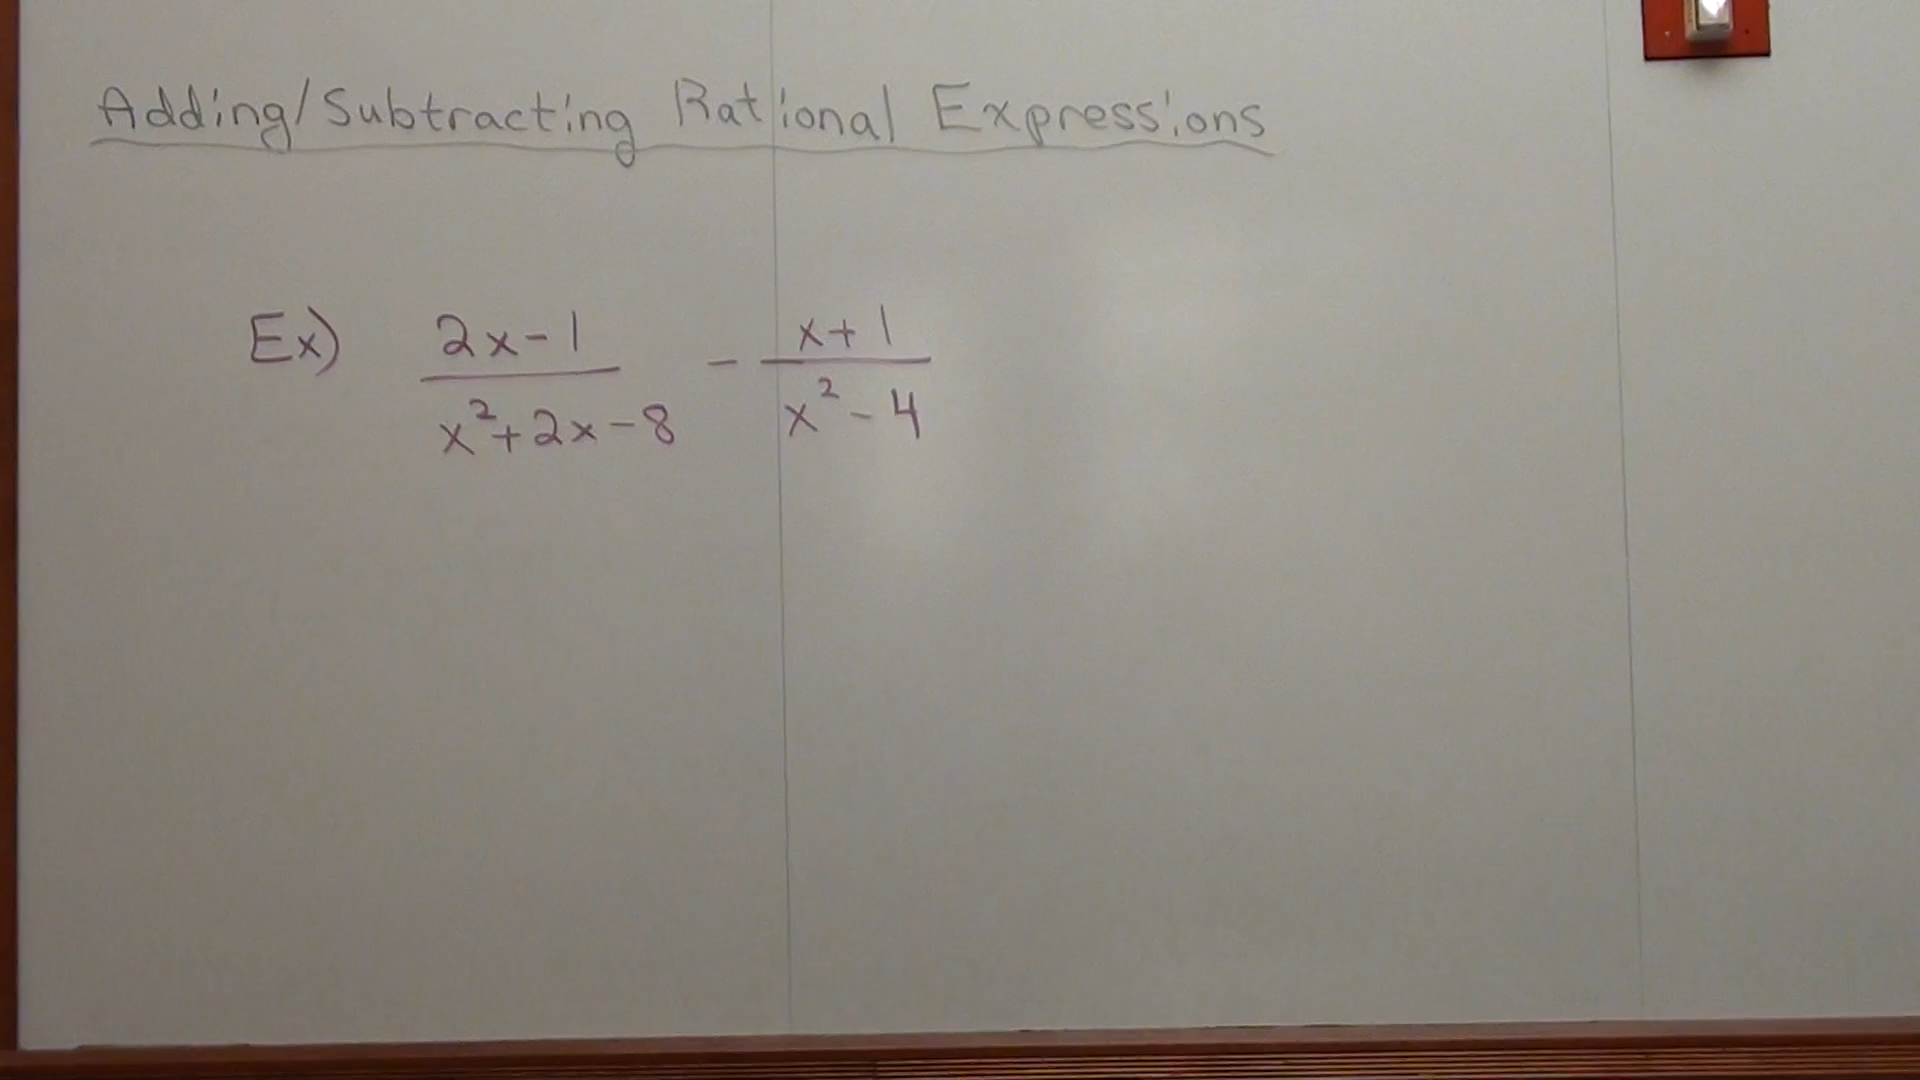 Adding/Subtracting Rational Expressions
Ex) 2x-1 - x+1
x²+2x-8 x²-4